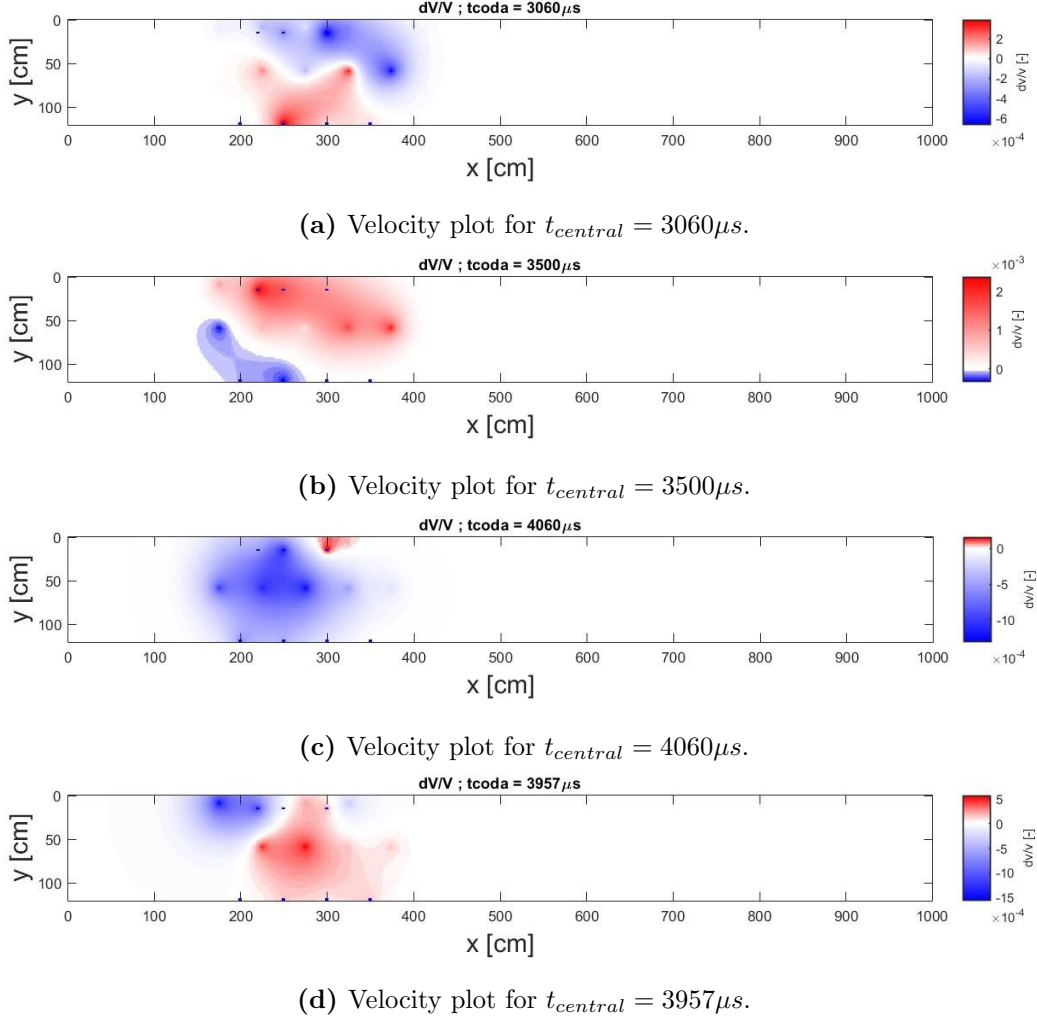 dV/V ; tcoda = 3060μs
y [cm]
0
50
100
0 100 200 300 400 500 600 700 800 900 1000
x [cm]
2
0
-2
-4
-6
×10⁻⁴
dv/v [-]
(a) Velocity plot for t_central = 3060μs.
dV/V ; tcoda = 3500μs
y [cm]
0
50
100
0 100 200 300 400 500 600 700 800 900 1000
x [cm]
×10⁻³
2
1
0
dv/v [-]
(b) Velocity plot for t_central = 3500μs.
dV/V ; tcoda = 4060μs
y [cm]
0
50
100
0 100 200 300 400 500 600 700 800 900 1000
x [cm]
0
-5
-10
×10⁻⁴
dv/v [-]
(c) Velocity plot for t_central = 4060μs.
dV/V ; tcoda = 3957μs
y [cm]
0
50
100
0 100 200 300 400 500 600 700 800 900 1000
x [cm]
5
0
-5
-10
-15
×10⁻⁴
dv/v [-]
(d) Velocity plot for t_central = 3957μs.